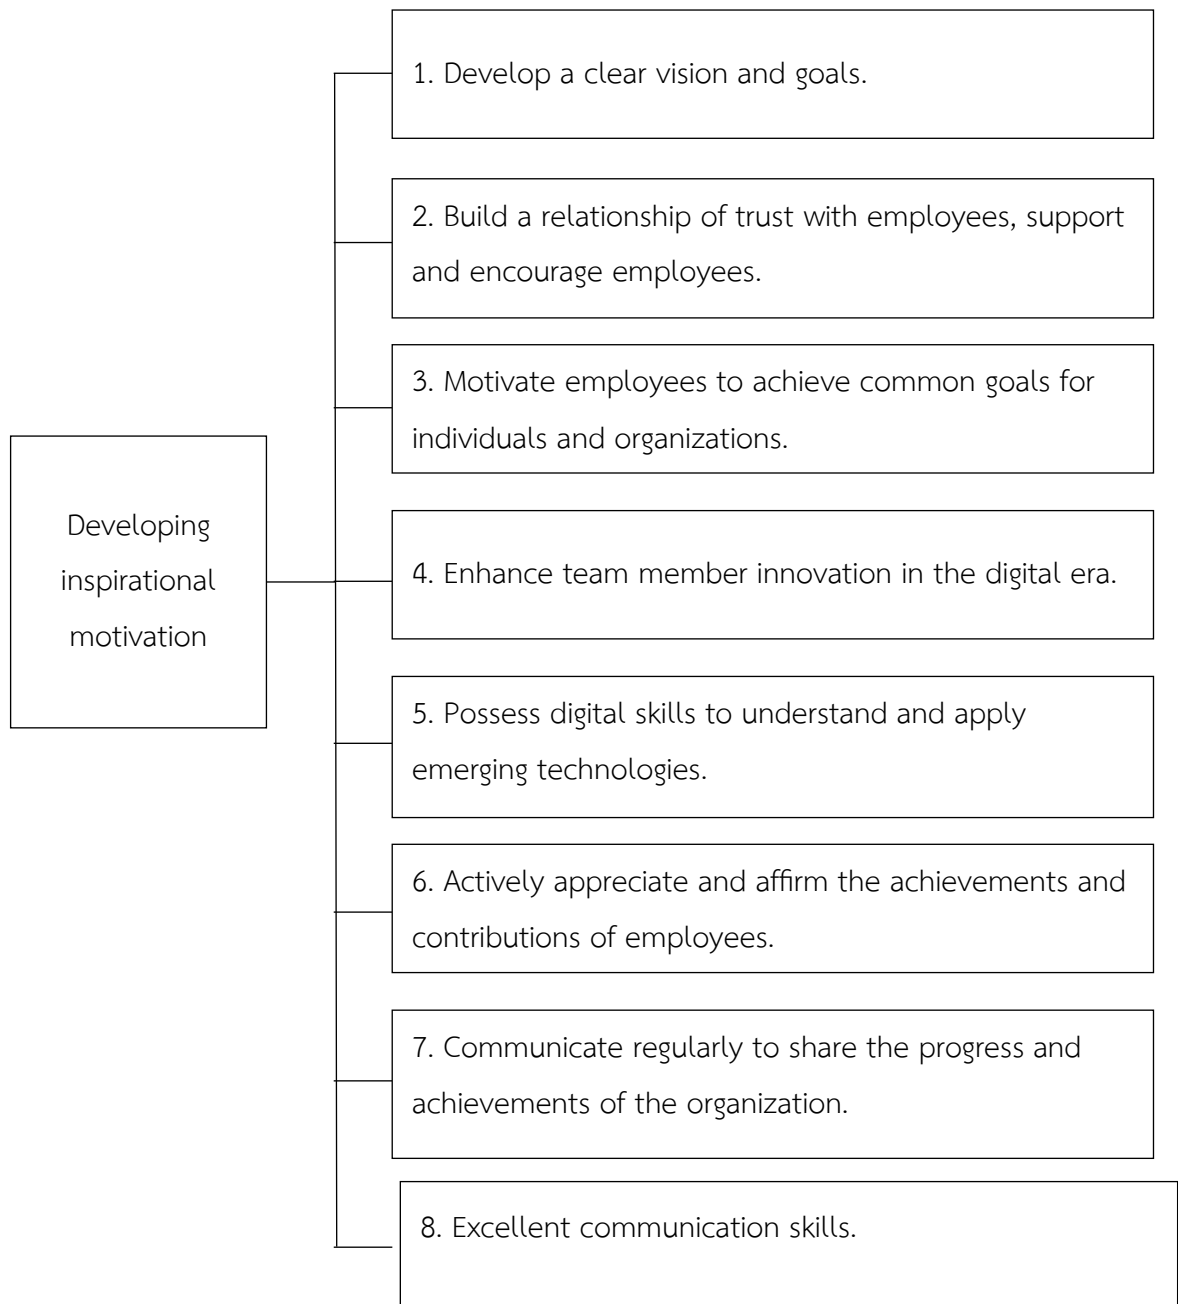 1. Develop a clear vision and goals.
2. Build a relationship of trust with employees, support
and encourage employees.
3. Motivate employees to achieve common goals for
individuals and organizations.
Developing
inspirational
motivation
4. Enhance team member innovation in the digital era.
5. Possess digital skills to understand and apply
emerging technologies.
6. Actively appreciate and affirm the achievements and
contributions of employees.
7. Communicate regularly to share the progress and
achievements of the organization.
8. Excellent communication skills.